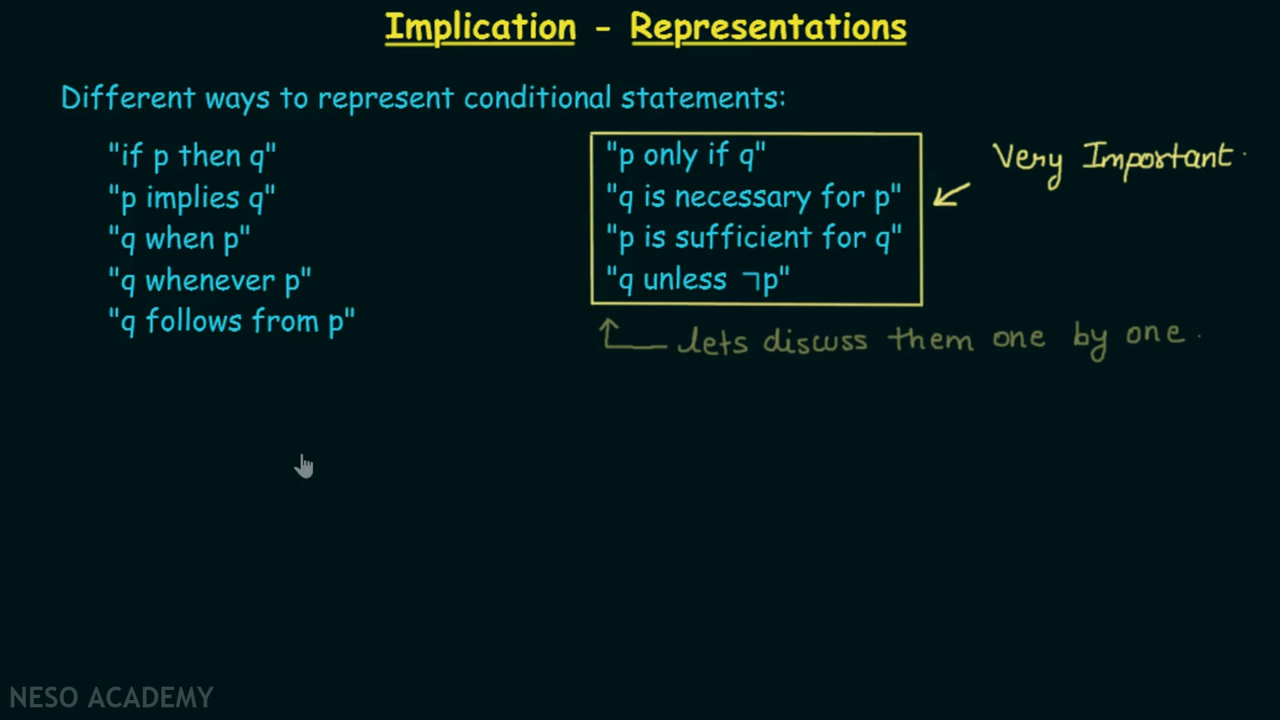 Implication - Representations
Different ways to represent conditional statements:
"if p then q"
"p implies q"
"q when p"
"q whenever p"
"q follows from p"
"p only if q"
"q is necessary for p"
"p is sufficient for q"
"q unless ¬p"
Very Important.
lets discuss them one by one.
NESO ACADEMY